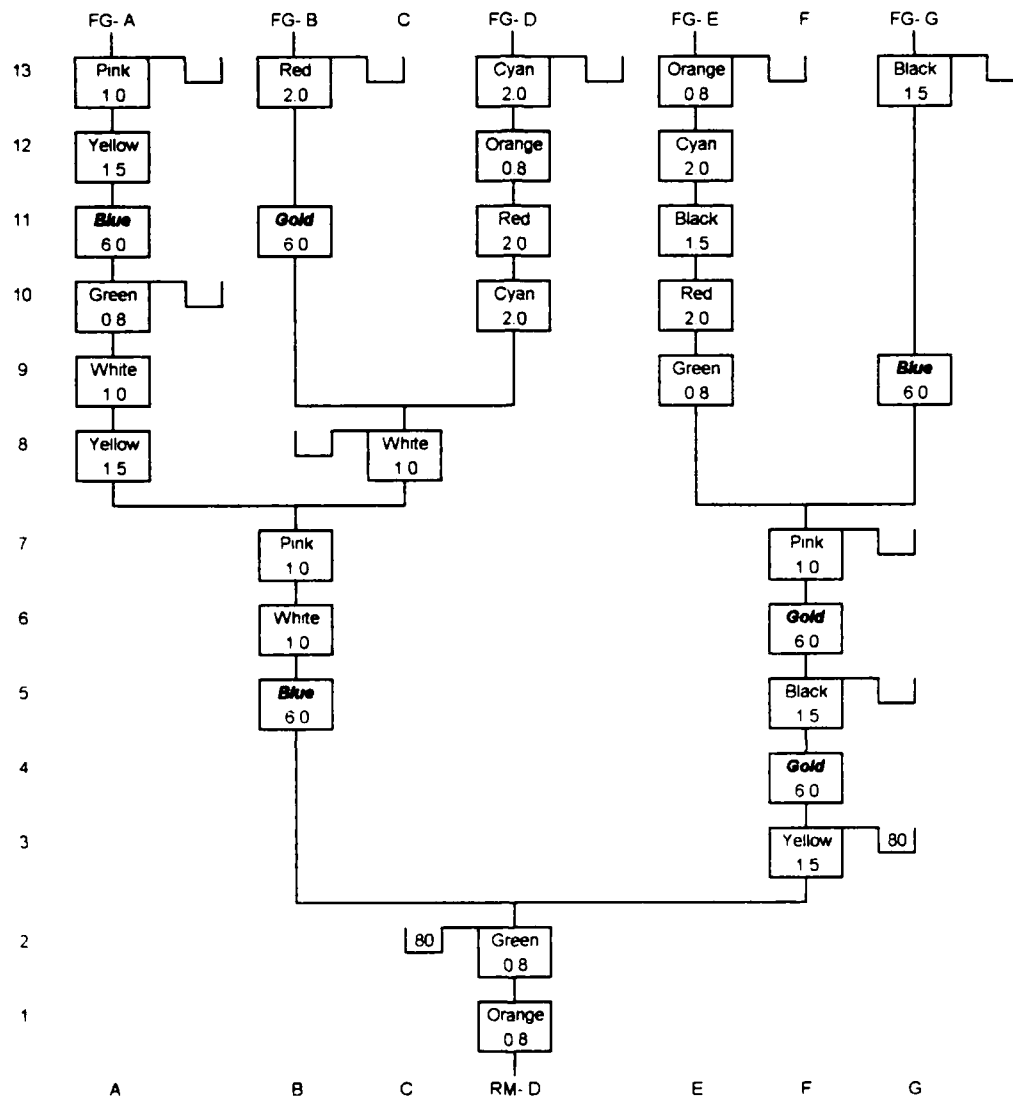 FG- A FG- B C FG- D FG- E F FG- G
13 Pink Red Cyan Orange Black
1 0 2.0 2.0 0 8 1 5
12 Yellow Orange Cyan
1 5 0.8 2.0
11 Blue Gold Red Black
6 0 6 0 2 0 1 5
10 Green Cyan Red
0 8 2.0 2 0
9 White Green Blue
1 0 0 8 6 0
8 Yellow White
1 5 1 0
7 Pink Pink
1 0 1 0
6 White Gold
1 0 6 0
5 Blue Black
6 0 1 5
4 Gold
6 0
3 Yellow 80
1 5
2 80 Green
0 8
1 Orange
0 8
A B C RM- D E F G